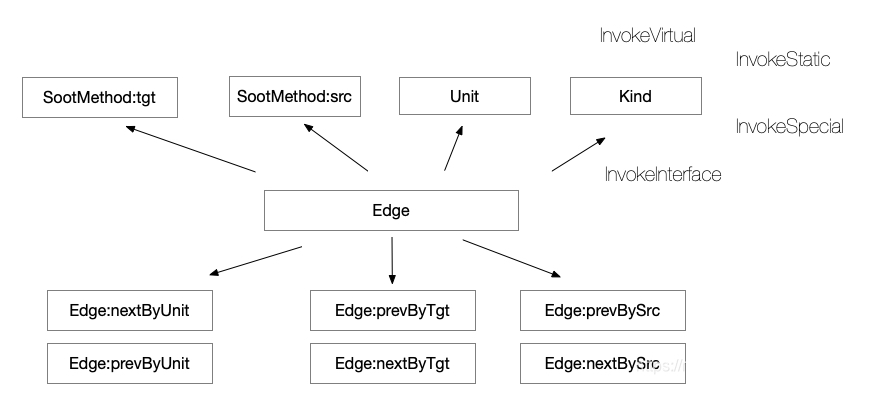 InvokeVirtual
InvokeStatic
SootMethod:tgt
SootMethod:src
Unit
Kind
InvokeSpecial
InvokeInterface
Edge
Edge:nextByUnit
Edge:prevByTgt
Edge:prevBySrc
Edge:prevByUnit
Edge:nextByTgt
Edge:nextBySrc